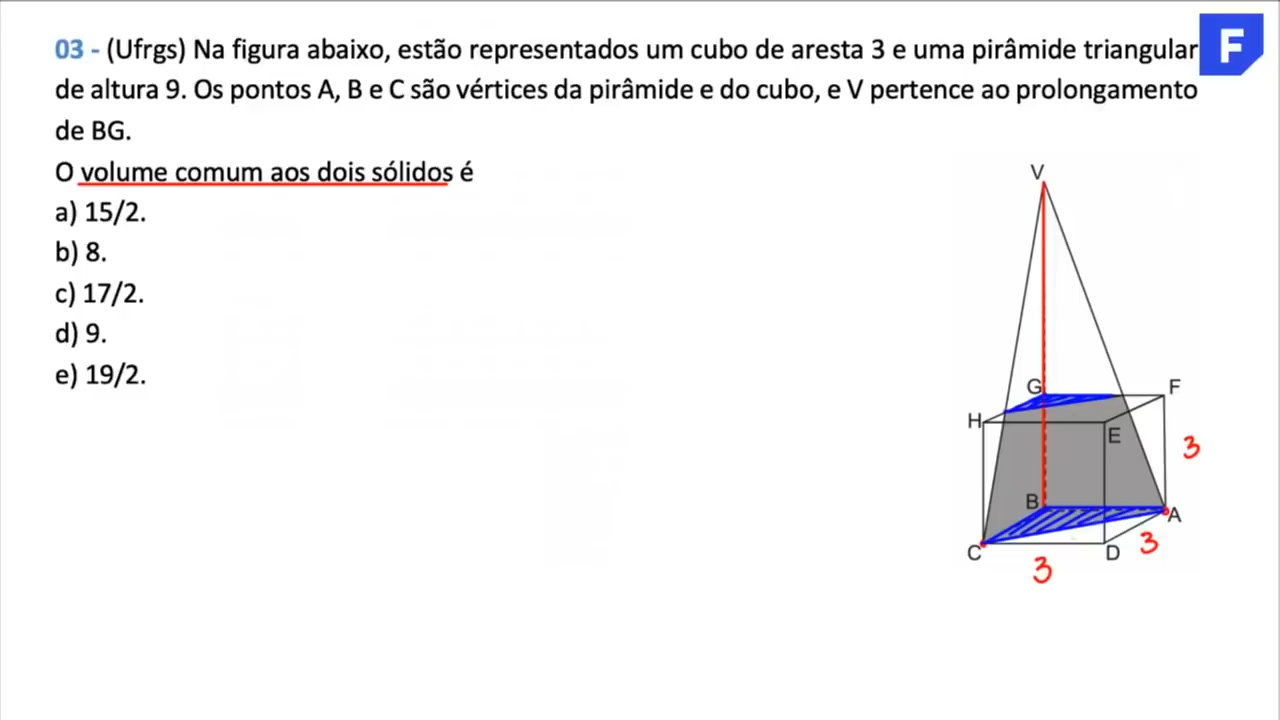 03 - (Ufrgs) Na figura abaixo, estão representados um cubo de aresta 3 e uma pirâmide triangular
F
de altura 9. Os pontos A, B e C são vértices da pirâmide e do cubo, e V pertence ao prolongamento
de BG.
O volume comum aos dois sólidos é
a) 15/2.
b) 8.
c) 17/2.
d) 9.
e) 19/2.
V
G
F
H
E
3
B
A
C
D
3
3